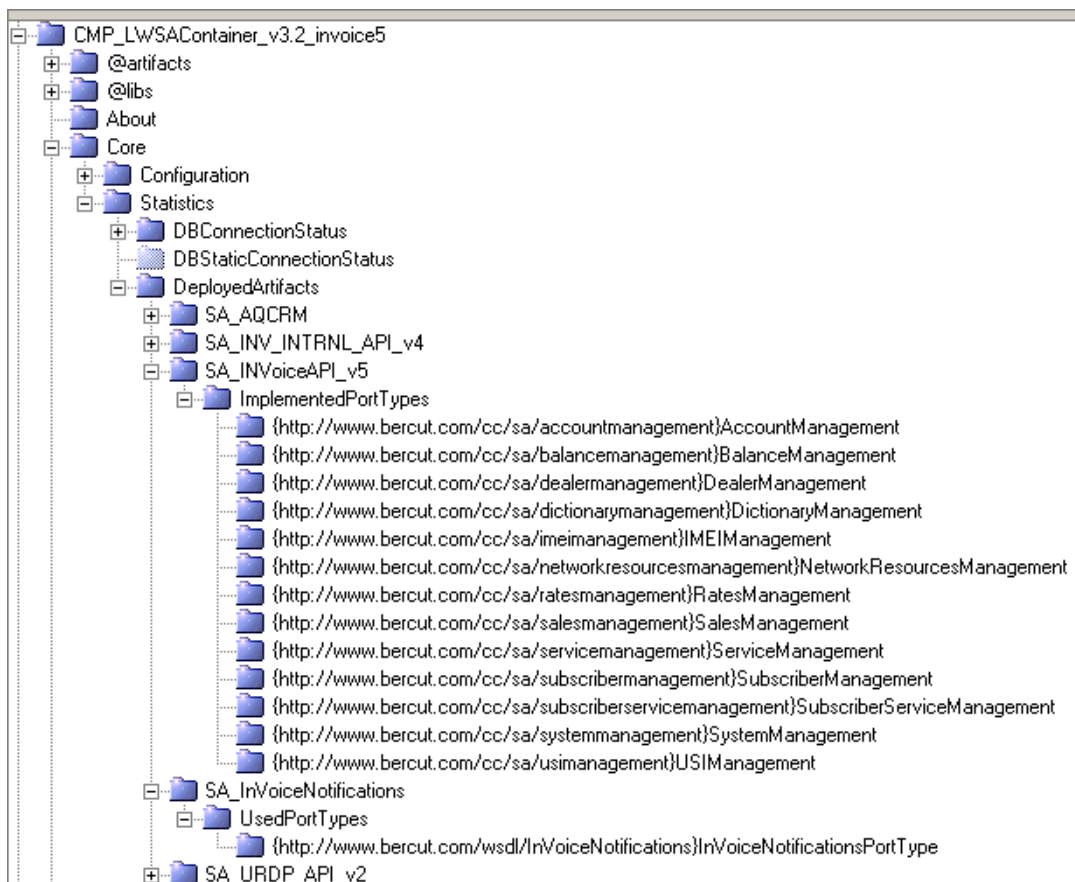 CMP_LWSAContainer_v3.2_invoice5
@artifacts
@libs
About
Core
Configuration
Statistics
DBConnectionStatus
DBStaticConnectionStatus
DeployedArtifacts
SA_AQCRM
SA_INV_INTRNL_API_v4
SA_INVoiceAPI_v5
ImplementedPortTypes
{http://www.bercut.com/cc/sa/accountmanagement}AccountManagement
{http://www.bercut.com/cc/sa/balancemanagement}BalanceManagement
{http://www.bercut.com/cc/sa/dealermanagement}DealerManagement
{http://www.bercut.com/cc/sa/dictionarymanagement}DictionaryManagement
{http://www.bercut.com/cc/sa/imeimanagement}IMEIManagement
{http://www.bercut.com/cc/sa/networkresourcesmanagement}NetworkResourcesManagement
{http://www.bercut.com/cc/sa/ratesmanagement}RatesManagement
{http://www.bercut.com/cc/sa/salesmanagement}SalesManagement
{http://www.bercut.com/cc/sa/servicemanagement}ServiceManagement
{http://www.bercut.com/cc/sa/subscribermanagement}SubscriberManagement
{http://www.bercut.com/cc/sa/subscriberservicemanagement}SubscriberServiceManagement
{http://www.bercut.com/cc/sa/systemmanagement}SystemManagement
{http://www.bercut.com/cc/sa/usimanagement}USIManagement
SA_InVoiceNotifications
UsedPortTypes
{http://www.bercut.com/wsdl/InVoiceNotifications}InVoiceNotificationsPortType
SA_URDP_API_v2